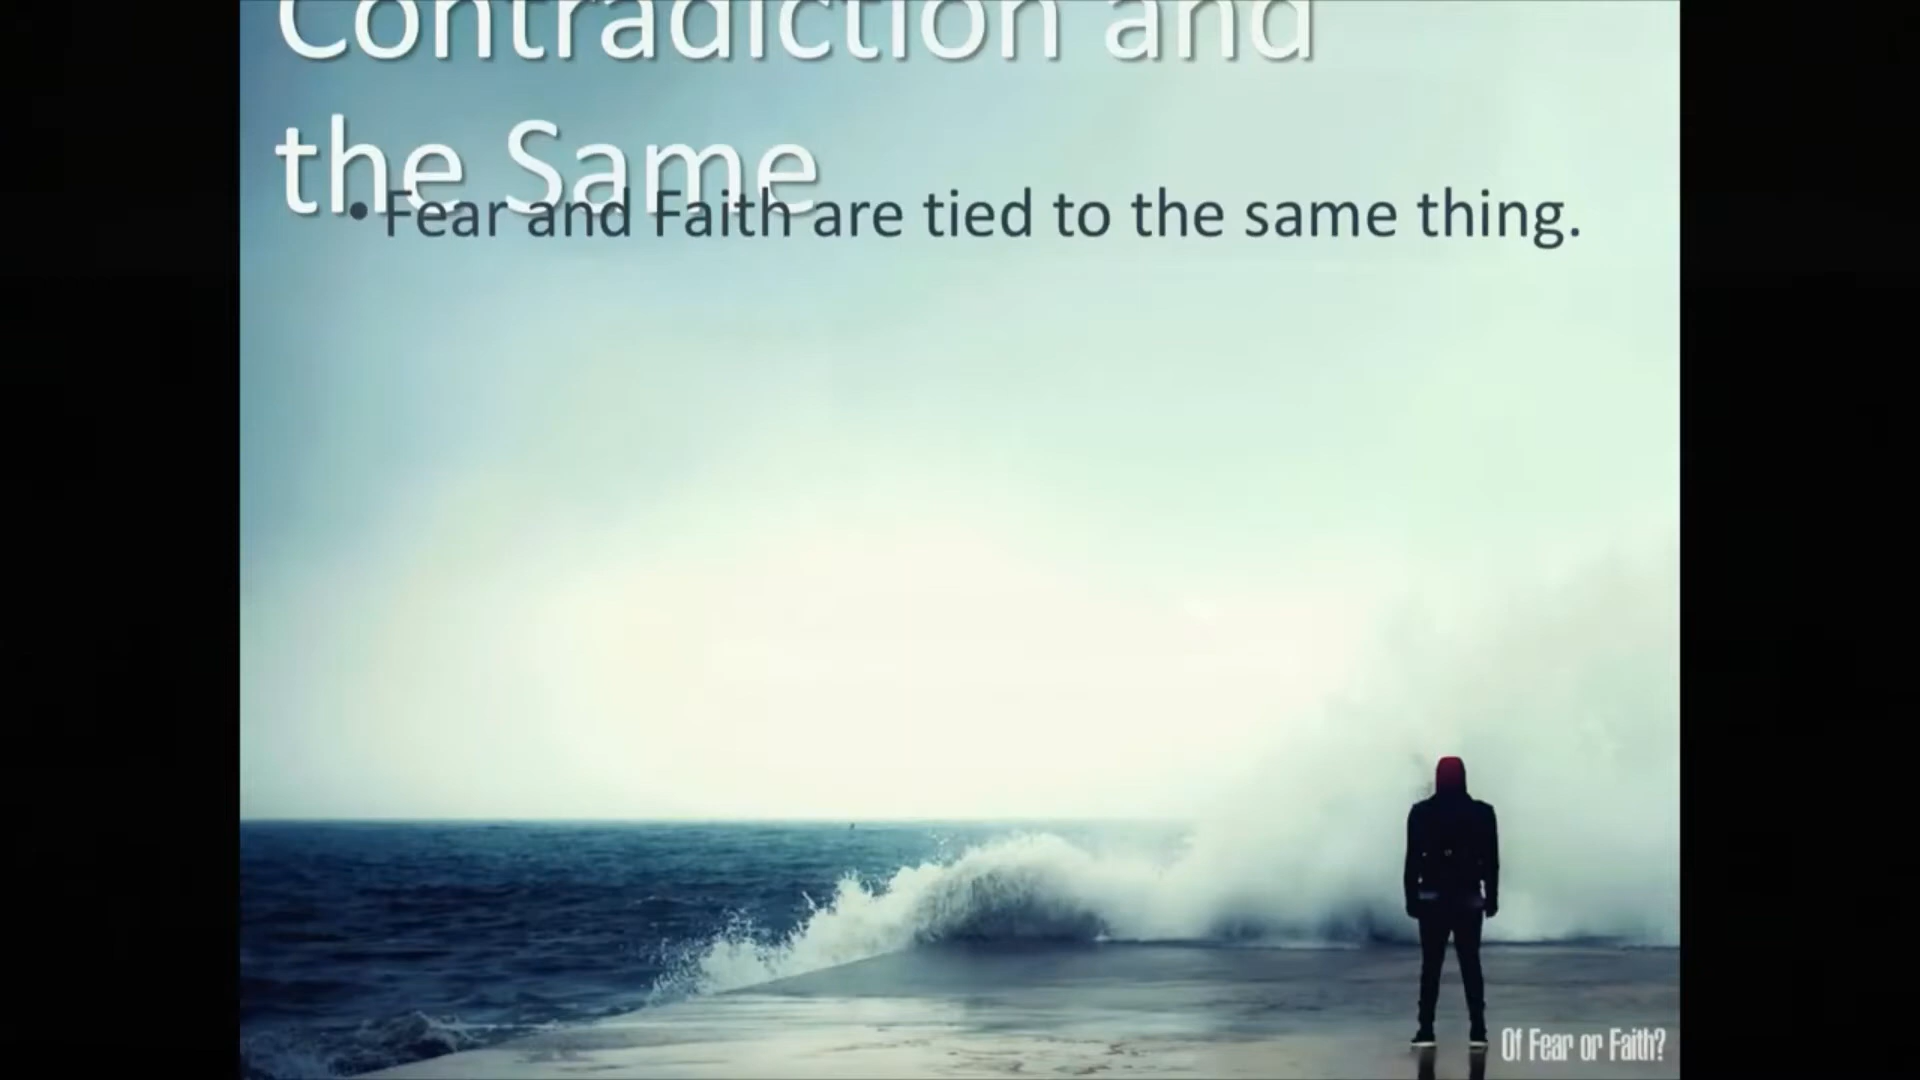 Contradiction and
the Same
• Fear and Faith are tied to the same thing.
Of Fear or Faith?